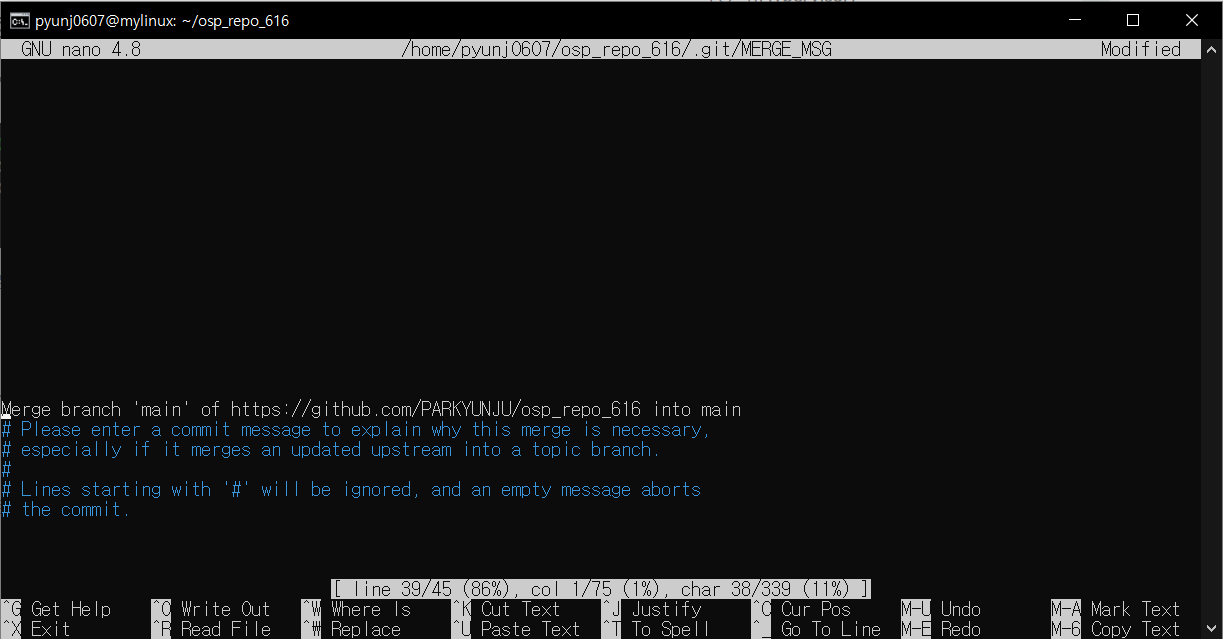 pyunj0607@mylinux: ~/osp_repo_616
GNU nano 4.8 /home/pyunj0607/osp_repo_616/.git/MERGE_MSG Modified
Merge branch 'main' of https://github.com/PARKYUNJU/osp_repo_616 into main
# Please enter a commit message to explain why this merge is necessary,
# especially if it merges an updated upstream into a topic branch.
#
# Lines starting with '#' will be ignored, and an empty message aborts
# the commit.
[ line 39/45 (86%), col 1/75 (1%), char 38/339 (11%) ]
^G Get Help ^O Write Out ^W Where Is ^K Cut Text ^J Justify ^C Cur Pos M-U Undo M-A Mark Text
^X Exit ^R Read File ^\ Replace ^U Paste Text ^T To Spell ^_ Go To Line M-E Redo M-6 Copy Text